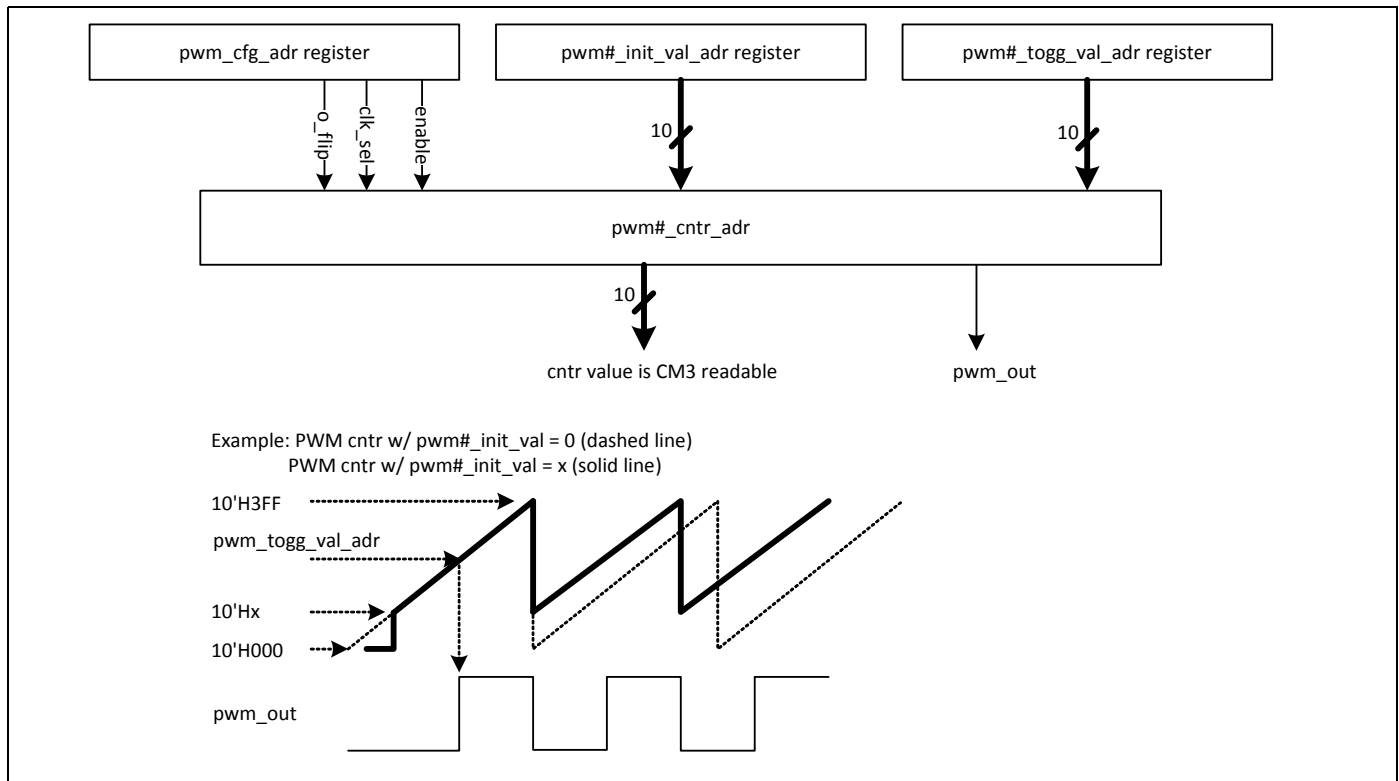 pwm_cfg_adr register
pwm#_init_val_adr register
pwm#_togg_val_adr register
o_flip
clk_sel
enable
10
10
pwm#_cntr_adr
10
cntr value is CM3 readable
pwm_out
Example: PWM cntr w/ pwm#_init_val = 0 (dashed line)
PWM cntr w/ pwm#_init_val = x (solid line)
10'H3FF
pwm_togg_val_adr
10'Hx
10'H000
pwm_out